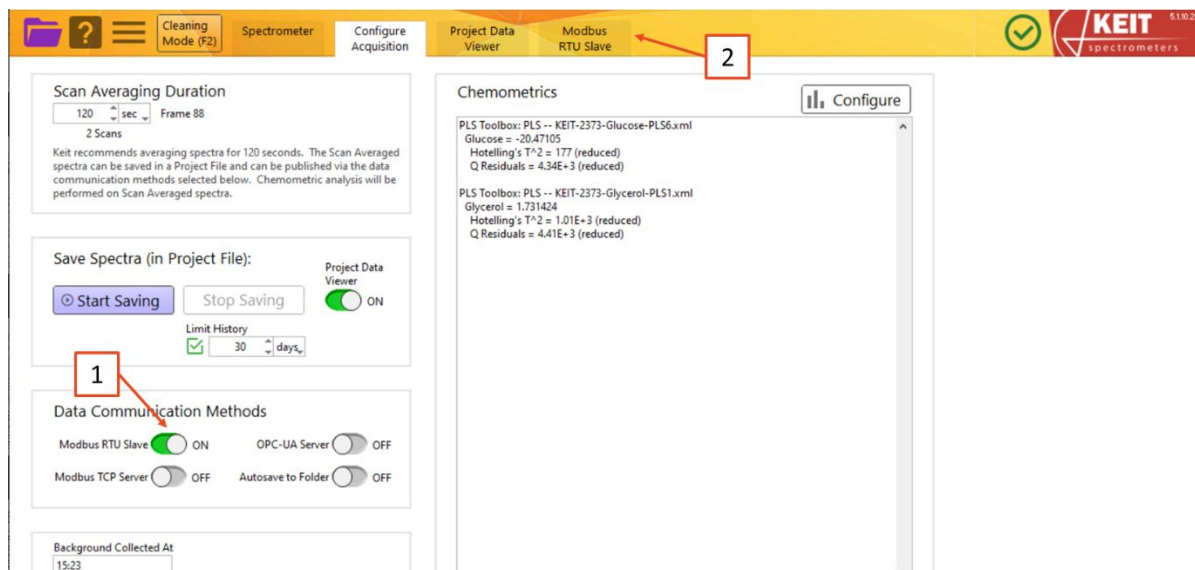 Cleaning
Mode (F2)
Spectrometer
Configure
Acquisition
Project Data
Viewer
Modbus
RTU Slave
2
KEIT
spectrometers
Scan Averaging Duration
120 sec Frame 88
2 Scans
Keit recommends averaging spectra for 120 seconds. The Scan Averaged
spectra can be saved in a Project File and can be published via the data
communication methods selected below. Chemometric analysis will be
performed on Scan Averaged spectra.
Save Spectra (in Project File):
Project Data
Viewer
Start Saving Stop Saving ON
Limit History
30 days
1
Data Communication Methods
Modbus RTU Slave ON OPC-UA Server OFF
Modbus TCP Server OFF Autosave to Folder OFF
Background Collected At
15:23
Chemometrics
Configure
PLS Toolbox: PLS -- KEIT-2373-Glucose-PLS6.xml
Glucose = -20.47105
Hotelling's T^2 = 177 (reduced)
Q Residuals = 4.34E+3 (reduced)
PLS Toolbox: PLS -- KEIT-2373-Glycerol-PLS1.xml
Glycerol = 1.731424
Hotelling's T^2 = 1.01E+3 (reduced)
Q Residuals = 4.41E+3 (reduced)